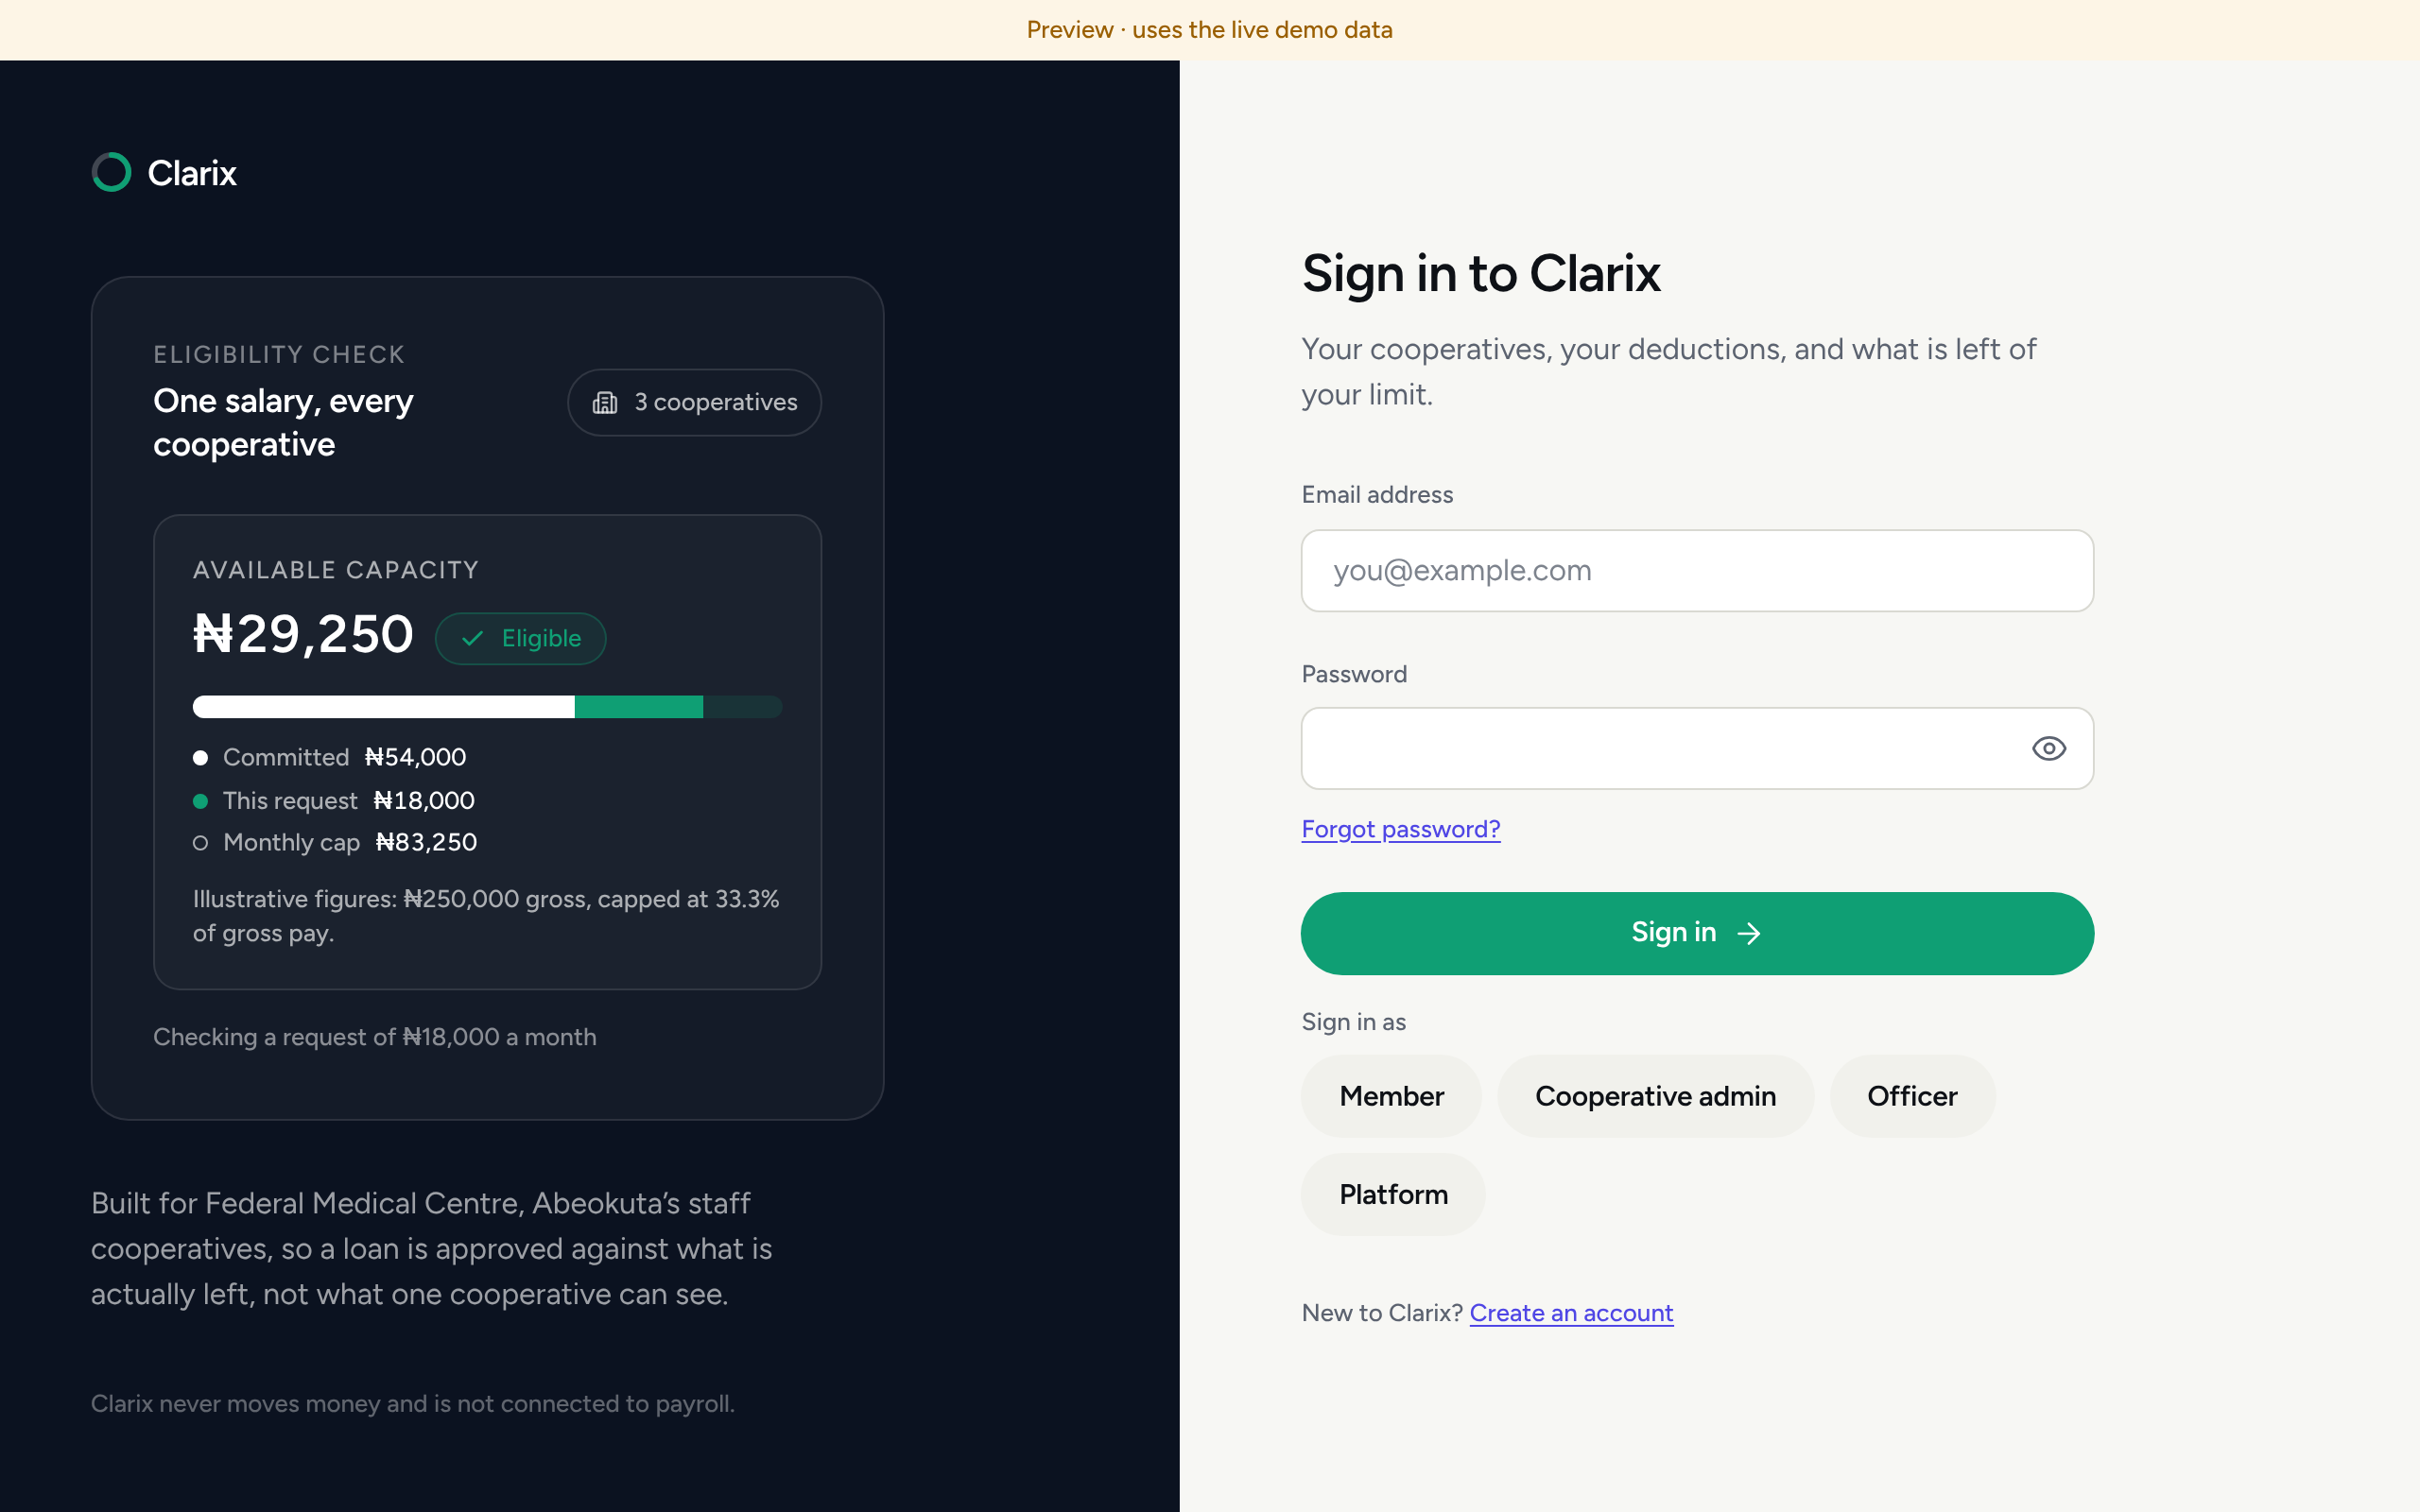 Preview · uses the live demo data
Clarix
ELIGIBILITY CHECK
One salary, every
cooperative
3 cooperatives
AVAILABLE CAPACITY
₦29,250
Eligible
Committed ₦54,000
This request ₦18,000
Monthly cap ₦83,250
Illustrative figures: ₦250,000 gross, capped at 33.3%
of gross pay.
Checking a request of ₦18,000 a month
Built for Federal Medical Centre, Abeokuta’s staff
cooperatives, so a loan is approved against what is
actually left, not what one cooperative can see.
Clarix never moves money and is not connected to payroll.
Sign in to Clarix
Your cooperatives, your deductions, and what is left of
your limit.
Email address
you@example.com
Password
Forgot password?
Sign in
Sign in as
Member
Cooperative admin
Officer
Platform
New to Clarix? Create an account